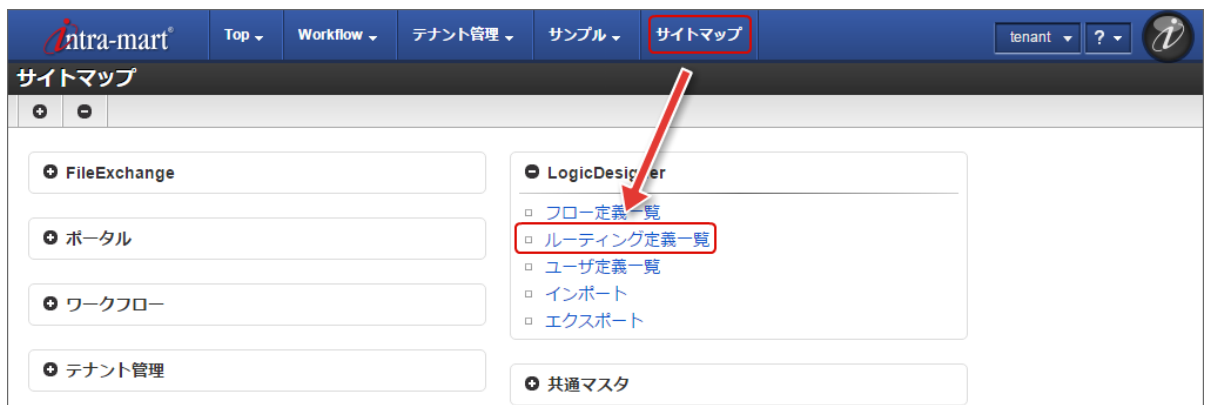 intra-mart®
Top
Workflow
テナント管理
サンプル
サイトマップ
tenant
?
サイトマップ
FileExchange
ポータル
ワークフロー
テナント管理
LogicDesigner
フロー定義一覧
ルーティング定義一覧
ユーザ定義一覧
インポート
エクスポート
共通マスタ